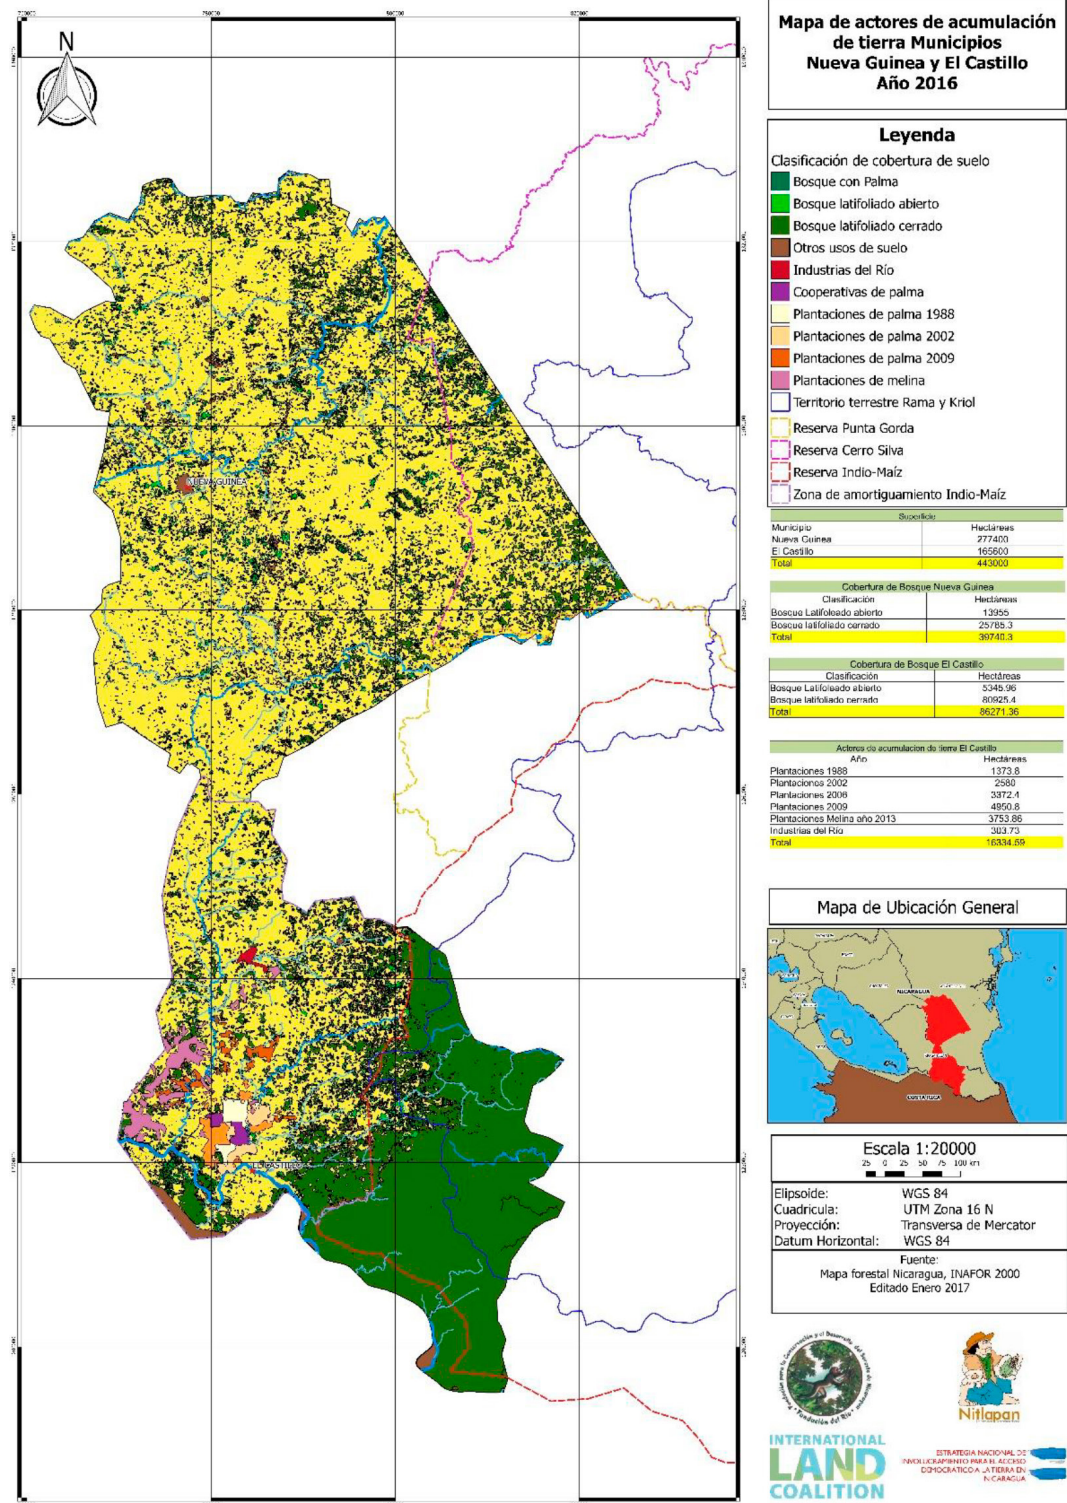 N
NUEVA GUINEA
EL CASTILLO
Mapa de actores de acumulación
de tierra Municipios
Nueva Guinea y El Castillo
Año 2016
Leyenda
Clasificación de cobertura de suelo
Bosque con Palma
Bosque latifoliado abierto
Bosque latifoliado cerrado
Otros usos de suelo
Industrias del Río
Cooperativas de palma
Plantaciones de palma 1988
Plantaciones de palma 2002
Plantaciones de palma 2009
Plantaciones de melina
Territorio terrestre Rama y Kriol
Reserva Punta Gorda
Reserva Cerro Silva
Reserva Indio-Maíz
Zona de amortiguamiento Indio-Maíz
Superficie
Municipio Hectáreas
Nueva Guinea 277400
El Castillo 165600
Total 443000
Cobertura de Bosque Nueva Guinea
Clasificación Hectáreas
Bosque Latifoleado abierto 13955
Bosque latifoliado cerrado 25785.3
Total 39740.3
Cobertura de Bosque El Castillo
Clasificación Hectáreas
Bosque Latifoleado abierto 5345.96
Bosque latifoliado cerrado 80925.4
Total 86271.36
Actores de acumulacion de tierra El Castillo
Año Hectáreas
Plantaciones 1988 1373.8
Plantaciones 2002 2580
Plantaciones 2006 3372.4
Plantaciones 2009 4950.8
Plantaciones Melina año 2013 3753.86
Industrias del Río 303.73
Total 16334.59
Mapa de Ubicación General
NICARAGUA
COSTA RICA
Escala 1:20000
25 0 25 50 75 100 km
Elipsoide: WGS 84
Cuadricula: UTM Zona 16 N
Proyección: Transversa de Mercator
Datum Horizontal: WGS 84
Fuente:
Mapa forestal Nicaragua, INAFOR 2000
Editado Enero 2017
Fundación para la Conservación y el Desarrollo del Sureste de Nicaragua
Fundación del Río
Nitlapan
INTERNATIONAL
LAND
COALITION
ESTRATEGIA NACIONAL DE
INVOLUCRAMIENTO PARA EL ACCESO
DEMOCRATICO A LA TIERRA EN
NICARAGUA